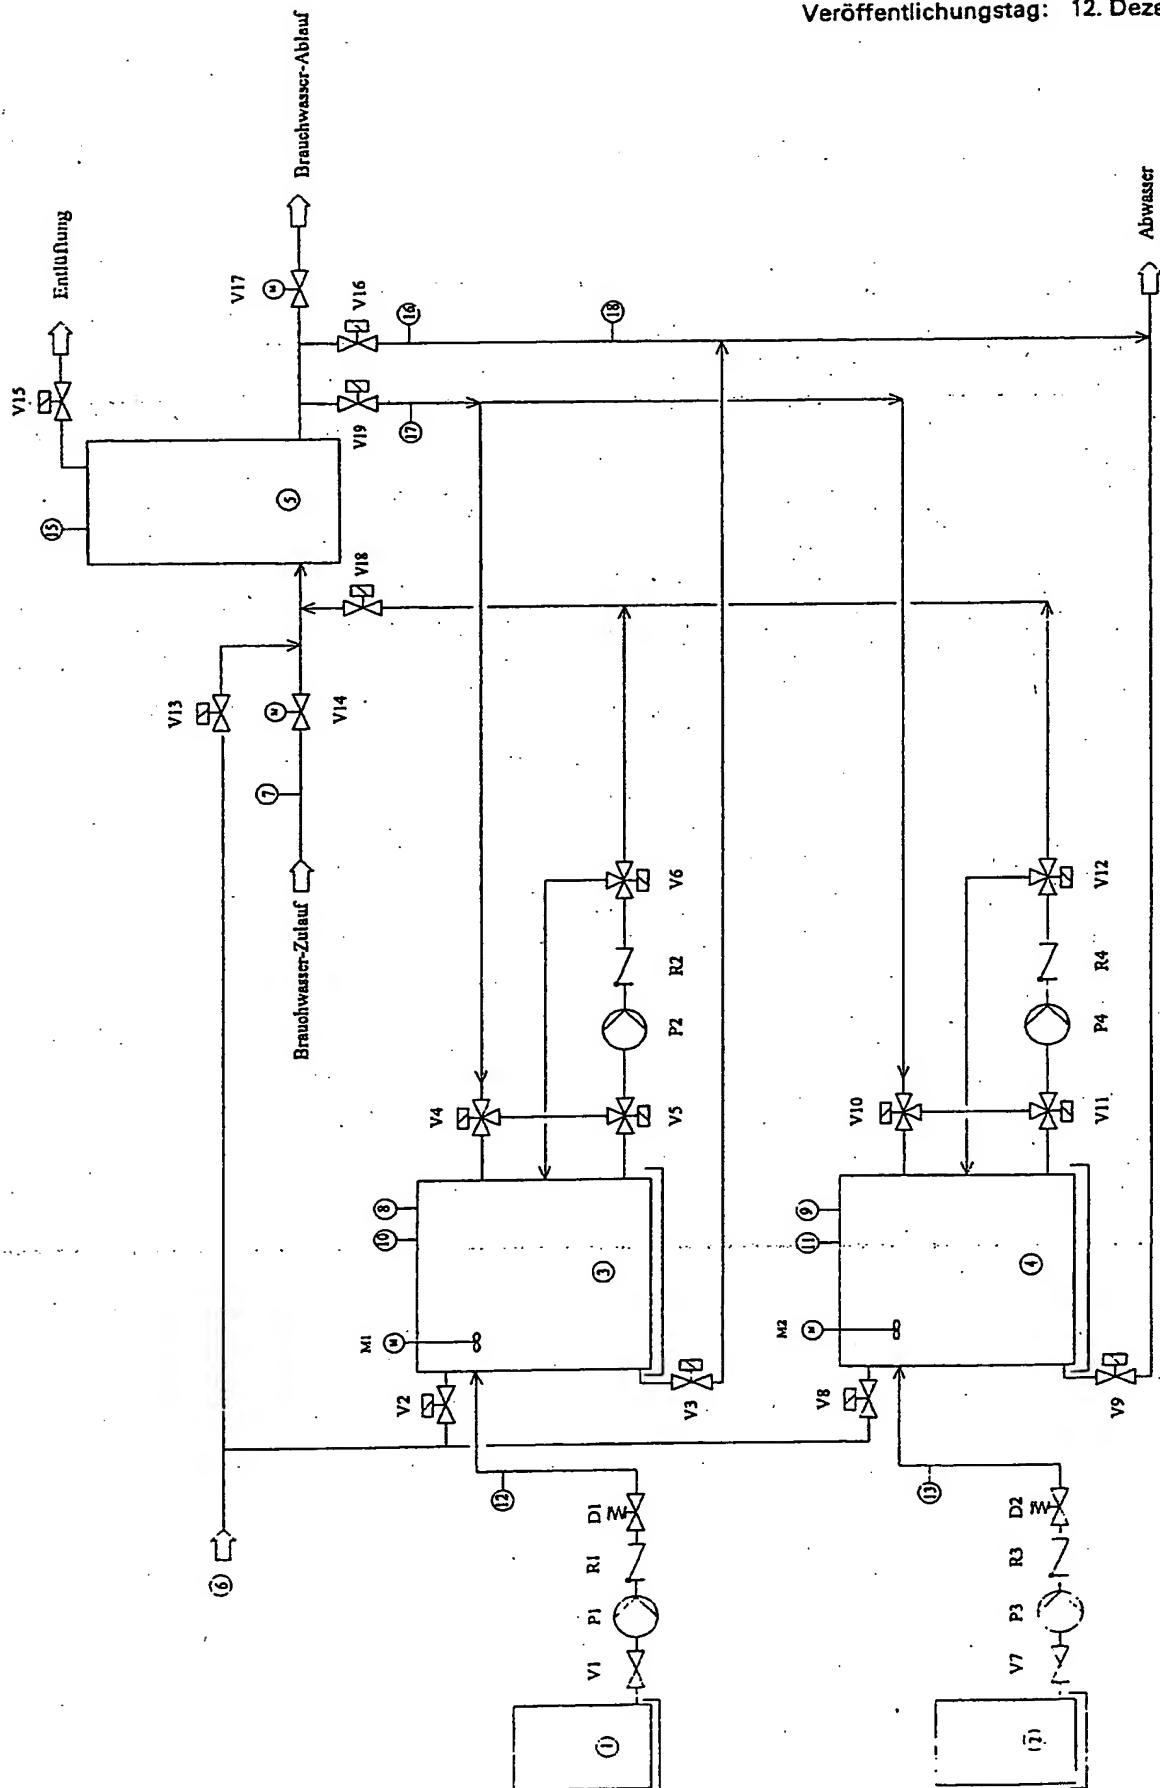 Veröffentlichungstag: 12. Deze
Entlüftung
V15
15
5
Brauchwasser-Ablauf
V17
M
V16
16
18
V19
17
V18
V13
M
V14
7
Brauchwasser-Zulauf
Abwasser
V4
V5
P2
R2
V6
V10
V11
P4
R4
V12
8
10
M1
M
3
V2
V3
9
11
M2
M
4
V8
V9
6
12
D1
R1
P1
V1
1
13
D2
R3
P3
V7
2